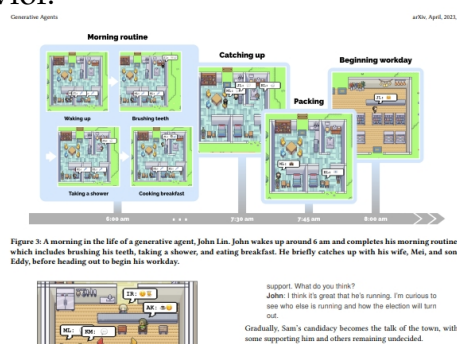 Generative Agents
arXiv, April, 2023,
Morning routine
Catching up
Beginning workday
Packing
Waking up
Brushing teeth
Taking a shower
Cooking breakfast
6:00 am
...
7:30 am
7:45 am
8:00 am
Figure 3: A morning in the life of a generative agent, John Lin. John wakes up around 6 am and completes his morning routine
which includes brushing his teeth, taking a shower, and eating breakfast. He briefly catches up with his wife, Mei, and son
Eddy, before heading out to begin his workday.
IR:
AK:
ML:
RM:
support. What do you think?
John: I think it's great that he's running. I'm curious to
see who else is running and how the election will turn
out.
Gradually, Sam's candidacy becomes the talk of the town, with
some supporting him and others remaining undecided.